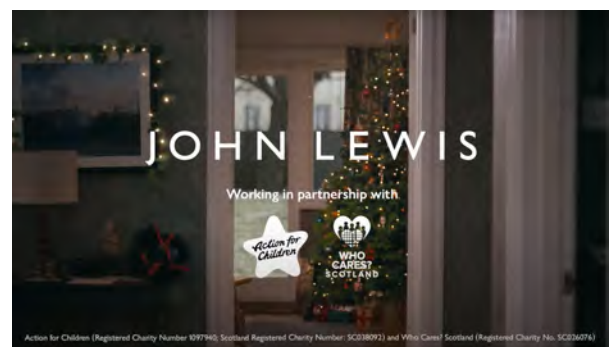 JOHN LEWIS
Working in partnership with
Action for
Children
WHO
CARES?
SCOTLAND
Action for Children (Registered Charity Number 1097940; Scotland Registered Charity Number: SC038092) and Who Cares? Scotland (Registered Charity No. SC026076)